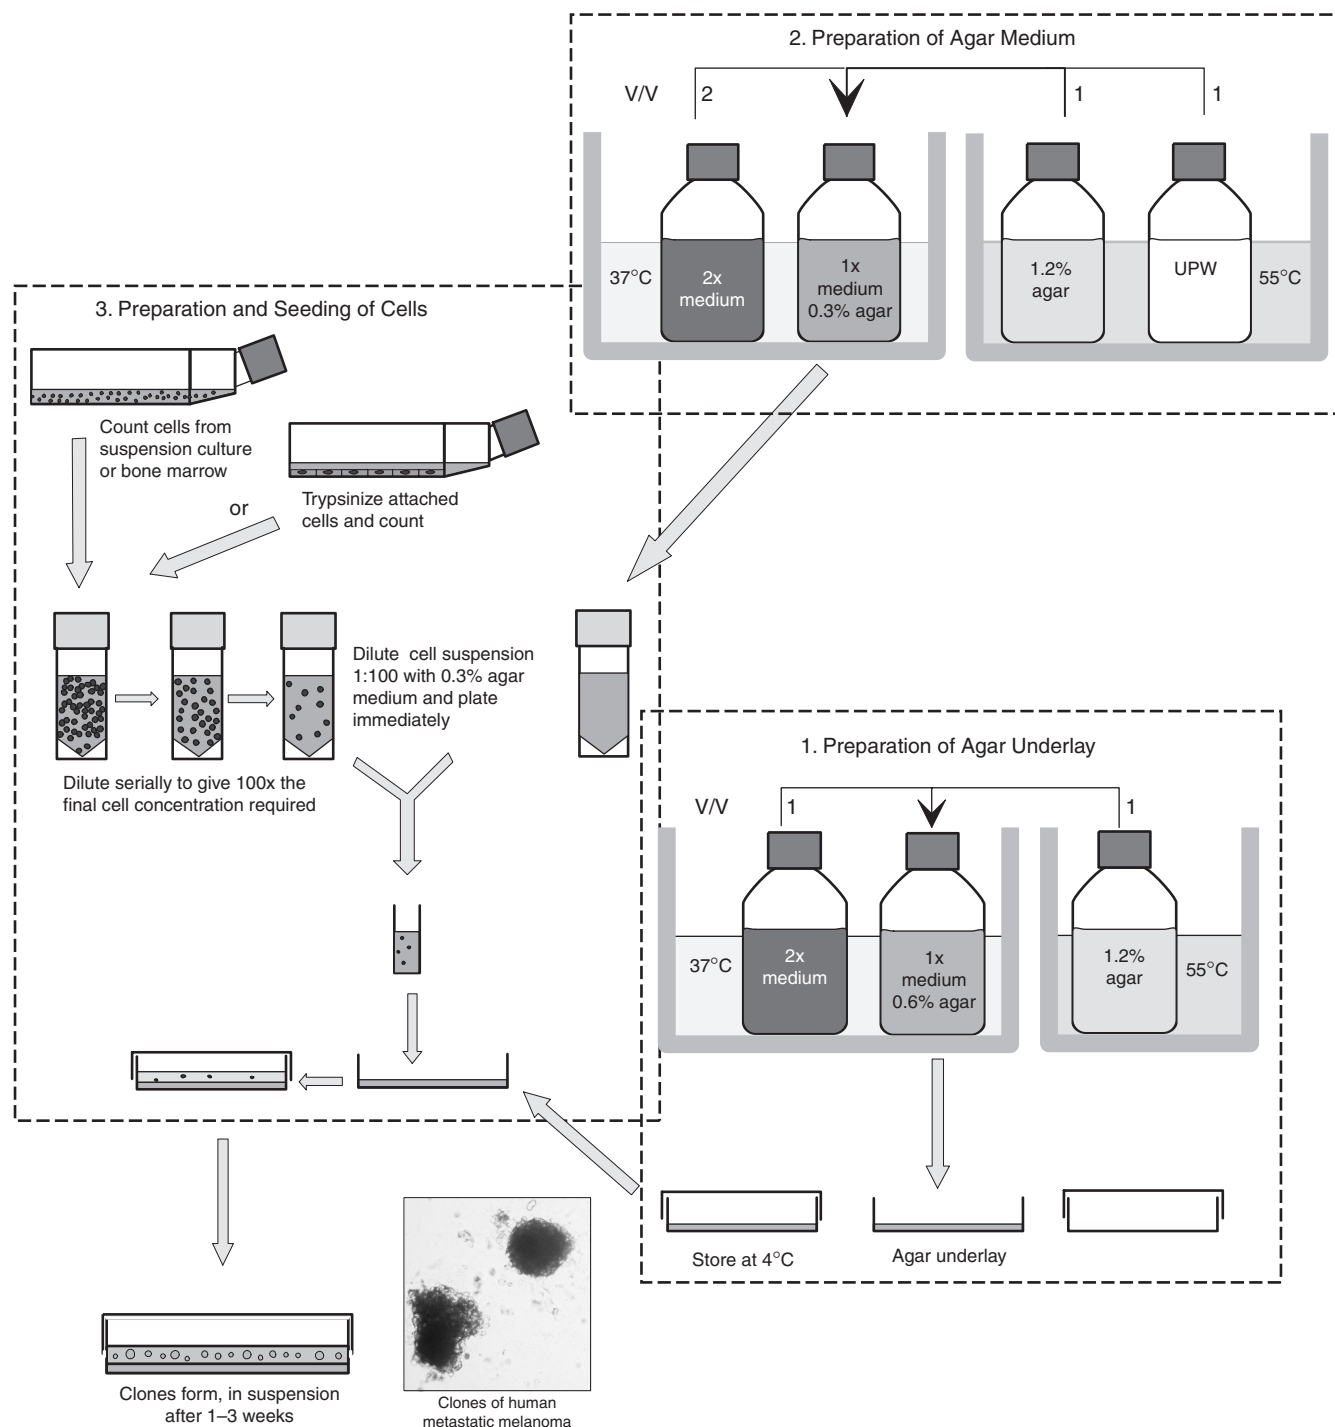 2. Preparation of Agar Medium
V/V
2
1
1
37°C
2x
medium
1x
medium
0.3% agar
1.2%
agar
UPW
55°C
3. Preparation and Seeding of Cells
Count cells from
suspension culture
or bone marrow
or
Trypsinize attached
cells and count
Dilute cell suspension
1:100 with 0.3% agar
medium and plate
immediately
Dilute serially to give 100x the
final cell concentration required
1. Preparation of Agar Underlay
V/V
1
1
37°C
2x
medium
1x
medium
0.6% agar
1.2%
agar
55°C
Store at 4°C
Agar underlay
Clones form, in suspension
after 1–3 weeks
Clones of human
metastatic melanoma